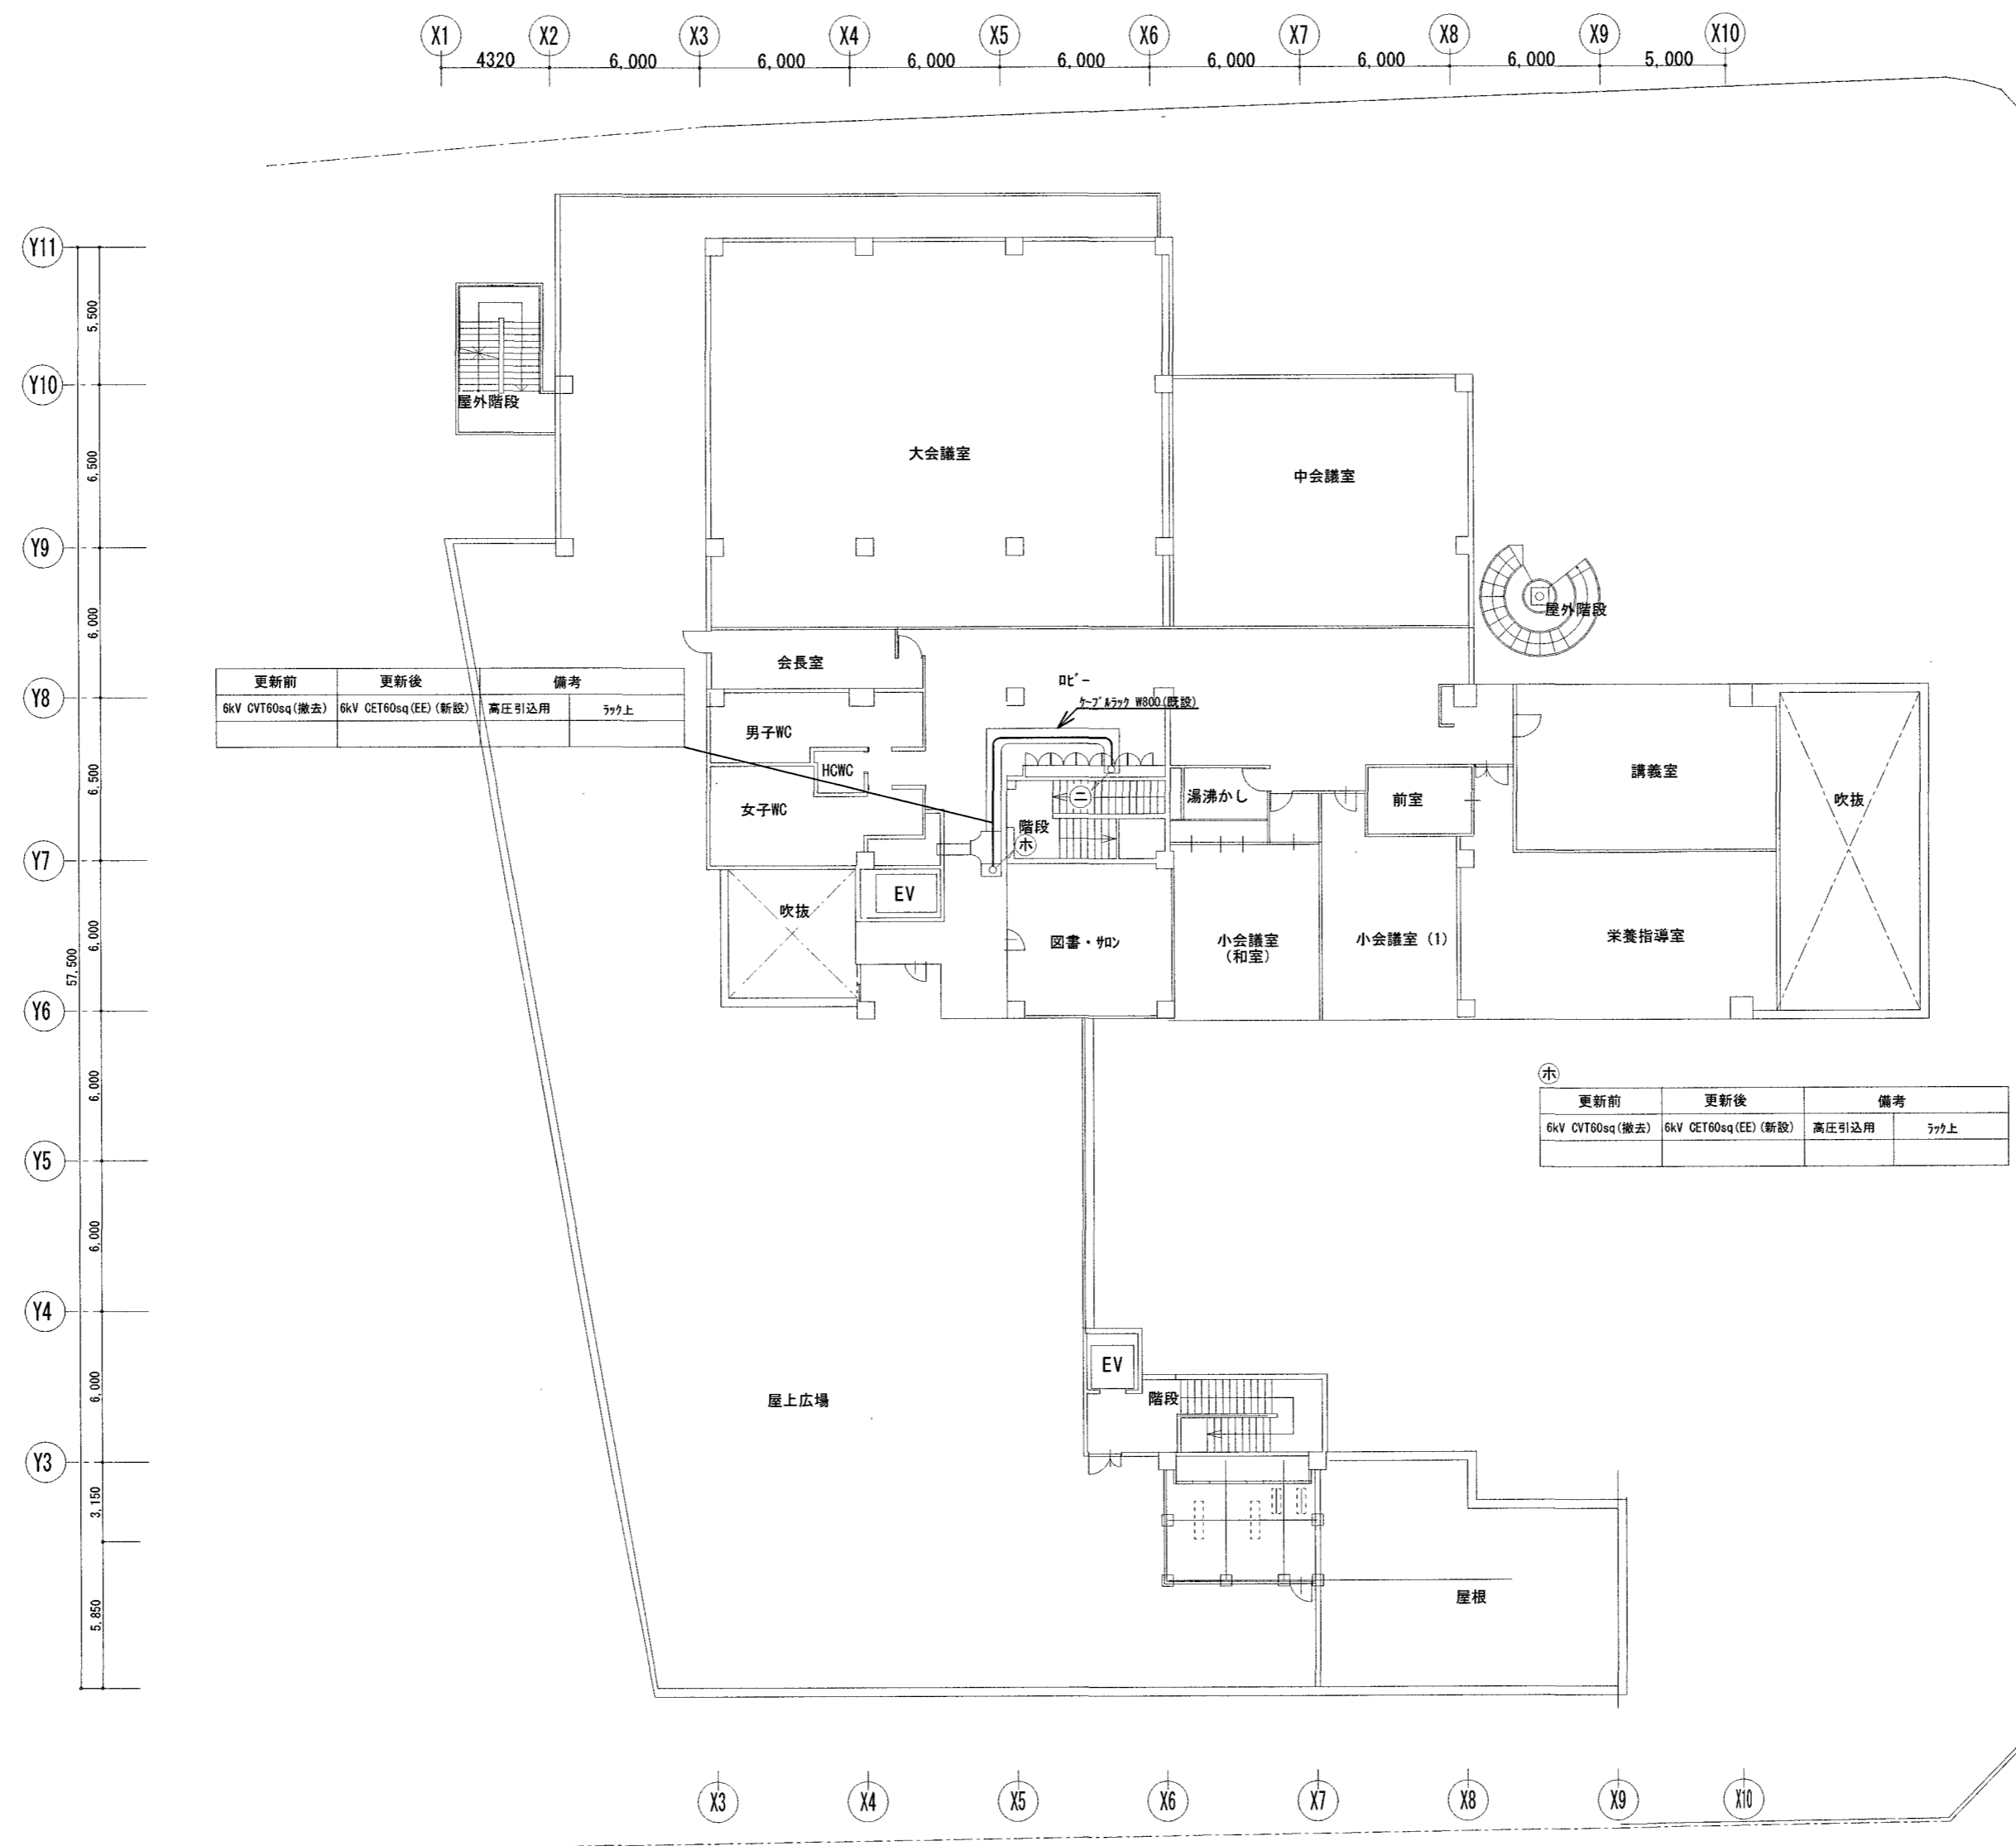 X1 X2 X3 X4 X5 X6 X7 X8 X9 X10
4320 6,000 6,000 6,000 6,000 6,000 6,000 6,000 5,000
Y11
5,500
Y10
屋外階段
6,500
大会議室
中会議室
Y9
6,000
屋外階段
会長室
ロビー
Y8
更新前 更新後 備考
6kV CVT60sq(撤去) 6kV CET60sq(EE)(新設) 高圧引込用 ラック上
ケーブルラック W800(既設)
男子WC
HCWC
講義室
6,500
女子WC
ニ
湯沸かし
前室
吹抜
階段
ホ
Y7
EV
吹抜
6,000
図書・サロン
小会議室
(和室)
小会議室 (1)
栄養指導室
57,500
Y6
6,000
ホ
更新前 更新後 備考
6kV CVT60sq(撤去) 6kV CET60sq(EE)(新設) 高圧引込用 ラック上
Y5
6,000
Y4
EV
6,000
屋上広場
階段
Y3
3,150
5,850
屋根
X3 X4 X5 X6 X7 X8 X9 X10